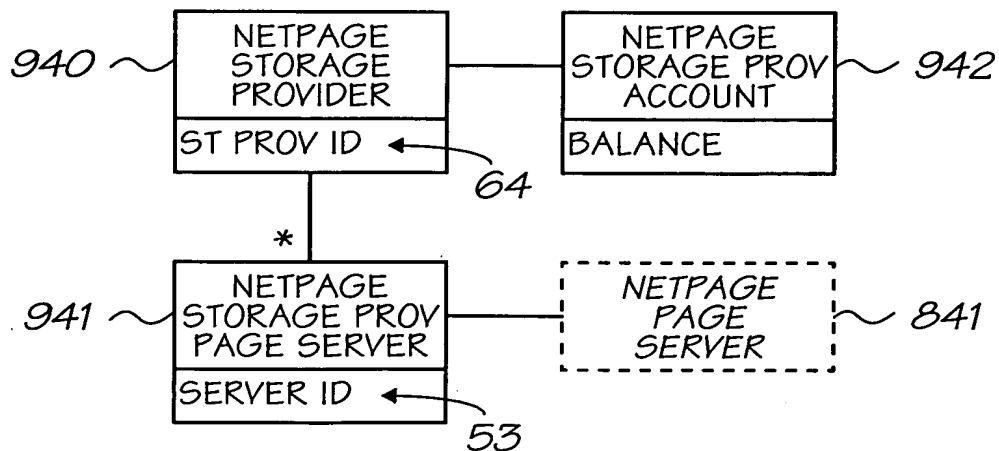 940
NETPAGE
STORAGE
PROVIDER
ST PROV ID
64
NETPAGE
STORAGE PROV
ACCOUNT
BALANCE
942
*
941
NETPAGE
STORAGE PROV
PAGE SERVER
SERVER ID
53
NETPAGE
PAGE
SERVER
841